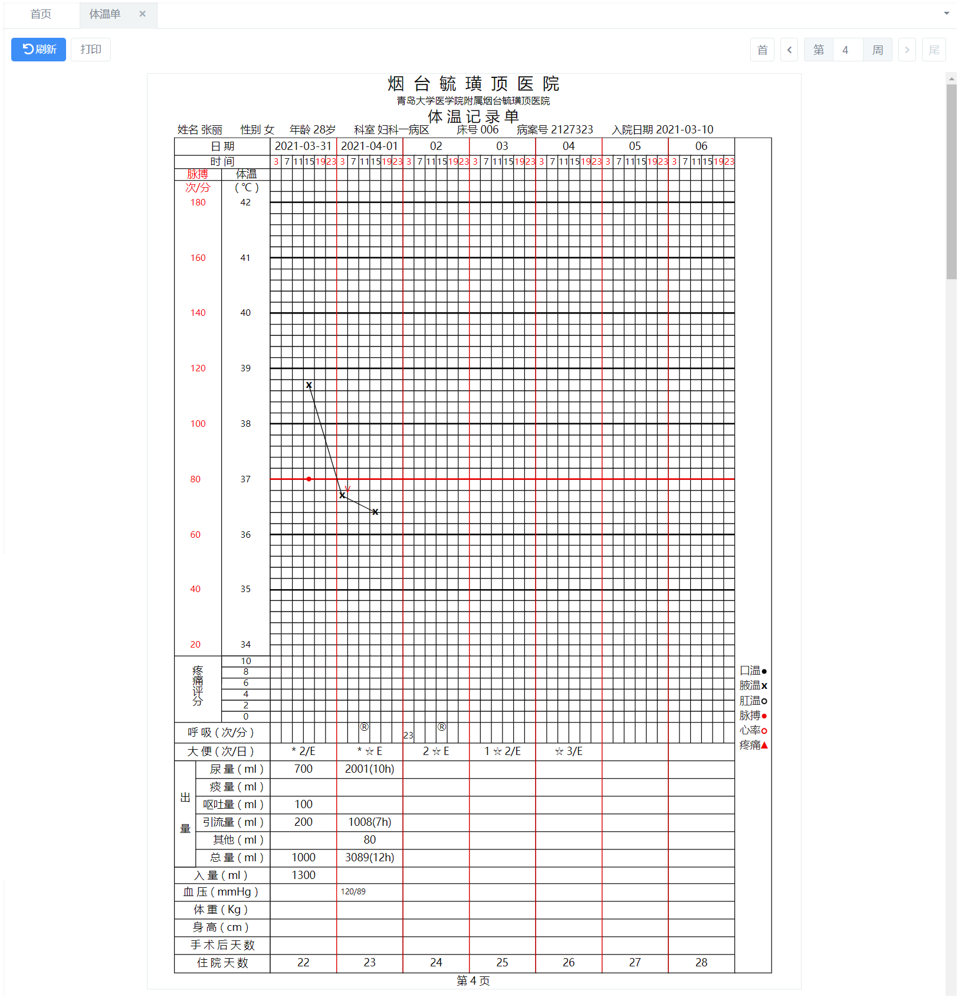 首页 体温单 ×
刷新 打印 首 第 4 周 尾
烟台毓璜顶医院
青岛大学医学院附属烟台毓璜顶医院
体温记录单
姓名 张丽 性别 女 年龄 28岁 科室 妇科一病区 床号 006 病案号 2127323 入院日期 2021-03-10
日期 2021-03-31 2021-04-01 02 03 04 05 06
时间 3 7 11 15 19 23 3 7 11 15 19 23 3 7 11 15 19 23 3 7 11 15 19 23 3 7 11 15 19 23 3 7 11 15 19 23 3 7 11 15 19 23
脉搏 体温
次/分 (℃)
180 42
160 41
140 40
120 39
x
100 38
80 37
v
x
x
60 36
40 35
20 34
疼痛评分
10
8
6
4
2
0
口温●
腋温x
肛温○
脉搏●
心率○
疼痛▲
呼吸(次/分) ® 23 ®
大便(次/日) * 2/E * ☆ E 2 ☆ E 1 ☆ 2/E ☆ 3/E
出量
尿量(ml) 700 2001(10h)
痰量(ml)
呕吐量(ml) 100
引流量(ml) 200 1008(7h)
其他(ml) 80
总量(ml) 1000 3089(12h)
入量(ml) 1300
血压(mmHg) 120/89
体重(Kg)
身高(cm)
手术后天数
住院天数 22 23 24 25 26 27 28
第 4 页